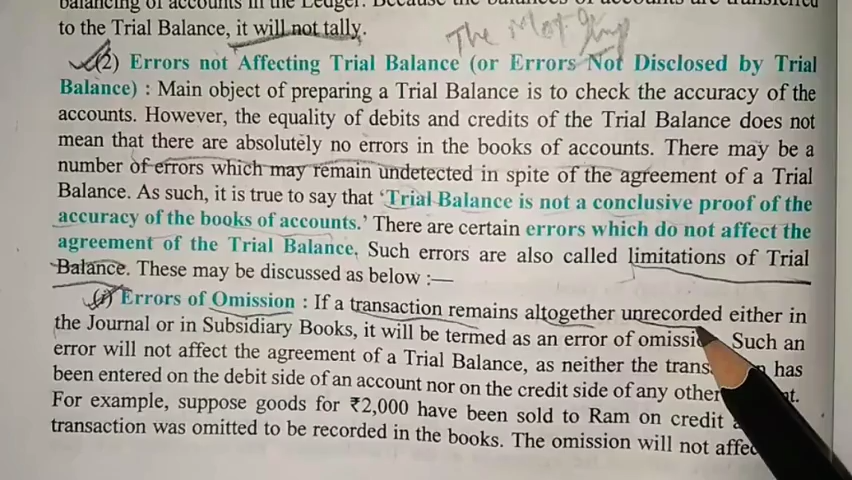 balancing of accounts in the Ledger. Because the balances of accounts are transferred
to the Trial Balance, it will not tally.
The
(2) Errors not Affecting Trial Balance (or Errors Not Disclosed by Trial
Balance) : Main object of preparing a Trial Balance is to check the accuracy of the
accounts. However, the equality of debits and credits of the Trial Balance does not
mean that there are absolutely no errors in the books of accounts. There may be a
number of errors which may remain undetected in spite of the agreement of a Trial
Balance. As such, it is true to say that ‘Trial Balance is not a conclusive proof of the
accuracy of the books of accounts.’ There are certain errors which do not affect the
agreement of the Trial Balance. Such errors are also called limitations of Trial
Balance. These may be discussed as below :—
Errors of Omission : If a transaction remains altogether unrecorded either in
the Journal or in Subsidiary Books, it will be termed as an error of Such an
error will not affect the agreement of a Trial Balance, as neither the has
been entered on the debit side of an account nor on the credit side of any other
For example, suppose goods for ₹2,000 have been sold to Ram on credit
transaction was omitted to be recorded in the books. The omission will not